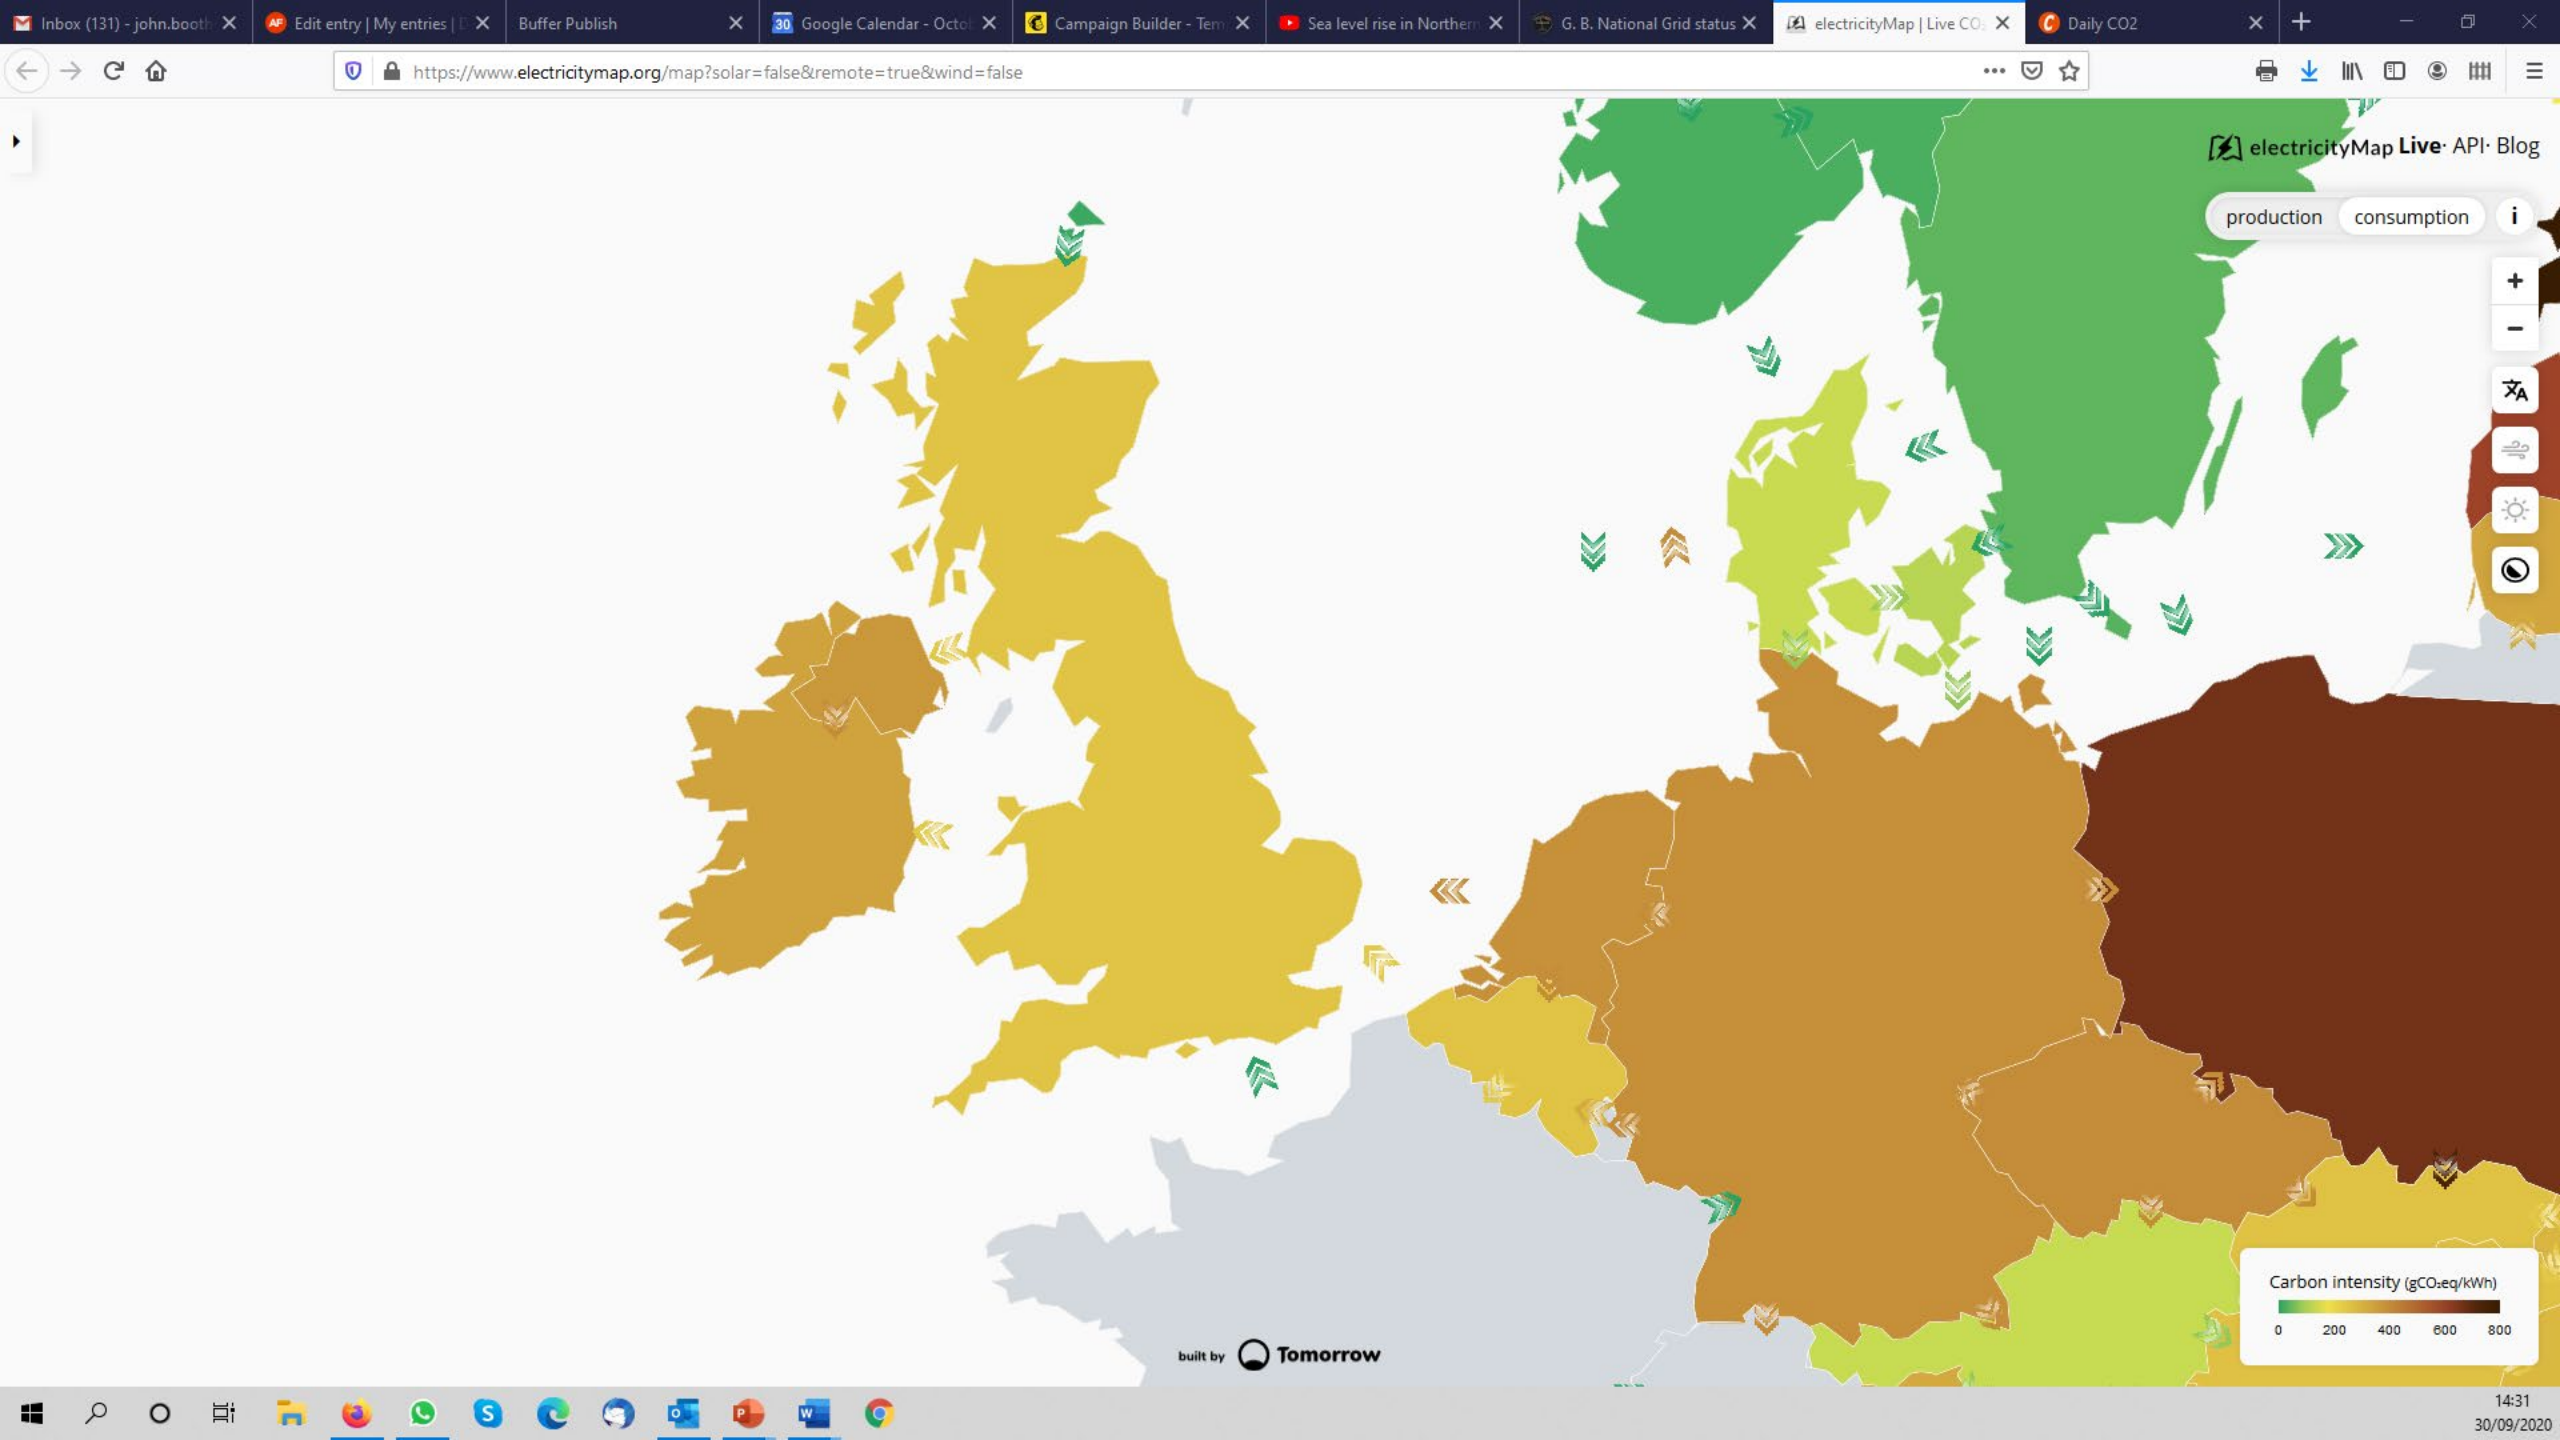 Inbox (131) - john.booth
Edit entry | My entries |
Buffer Publish
Google Calendar - Octo
Campaign Builder - Tem
Sea level rise in Northern
G. B. National Grid status
electricityMap | Live CO₂
Daily CO2
https://www.electricitymap.org/map?solar=false&remote=true&wind=false
electricityMap Live· API· Blog
production consumption i
Carbon intensity (gCO₂eq/kWh)
0 200 400 600 800
built by Tomorrow
14:31
30/09/2020